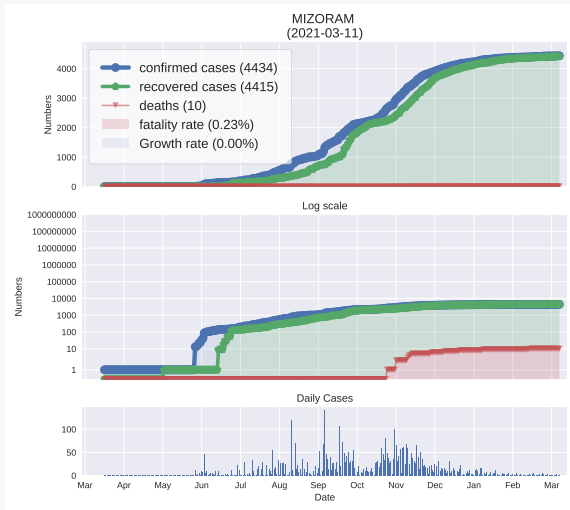 MIZORAM
(2021-03-11)
confirmed cases (4434)
recovered cases (4415)
deaths (10)
fatality rate (0.23%)
Growth rate (0.00%)
Numbers
4000
3000
2000
1000
0
Log scale
Numbers
1000000000
100000000
10000000
1000000
100000
10000
1000
100
10
1
Daily Cases
100
50
0
Mar Apr May Jun Jul Aug Sep Oct Nov Dec Jan Feb Mar
Date